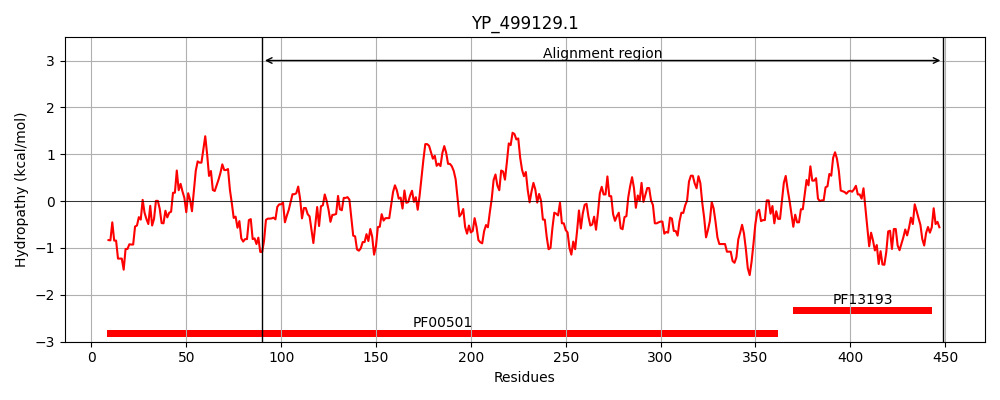 YP_499129.1
Alignment region
Hydropathy (kcal/mol)
3
2
1
0
−1
−2
−3
PF13193
PF00501
0 50 100 150 200 250 300 350 400 450
Residues